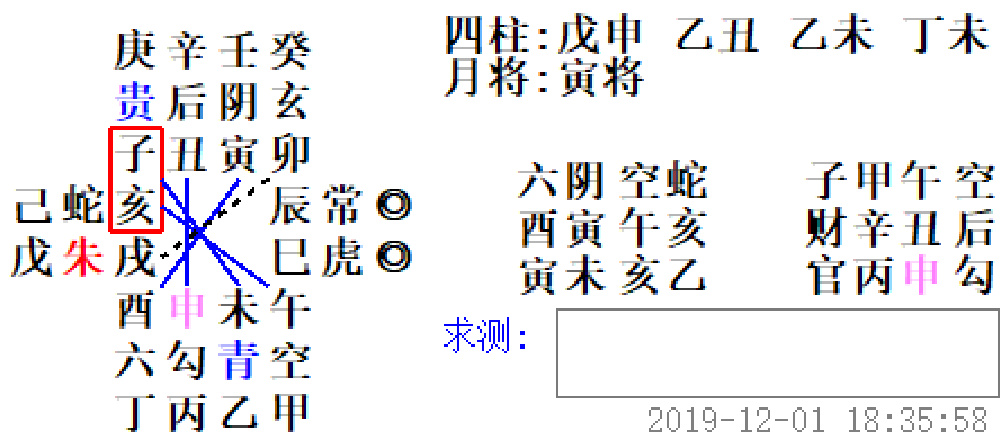 庚辛壬癸
贵后阴玄
子丑寅卯
己蛇亥 辰常◎
戊朱戌 巳虎◎
酉申未午
六勾青空
丁丙乙甲
四柱:戊申 乙丑 乙未 丁未
月将:寅将
六阴空蛇 子甲午空
酉寅午亥 财辛丑后
寅未亥乙 官丙申勾
求测:
2019-12-01 18:35:58